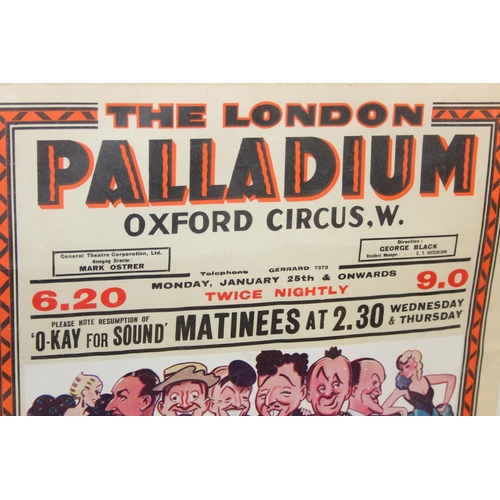 THE LONDON
PALLADIUM
OXFORD CIRCUS, W.
General Theatre Corporation, Ltd.
Managing Director:
MARK OSTRER
Direction:
GEORGE BLACK
Resident Manager
Telephone GERRARD 7373
MONDAY, JANUARY 25th & ONWARDS
6.20 TWICE NIGHTLY 9.0
PLEASE NOTE RESUMPTION OF
'O-KAY FOR SOUND' MATINEES AT 2.30 WEDNESDAY
& THURSDAY